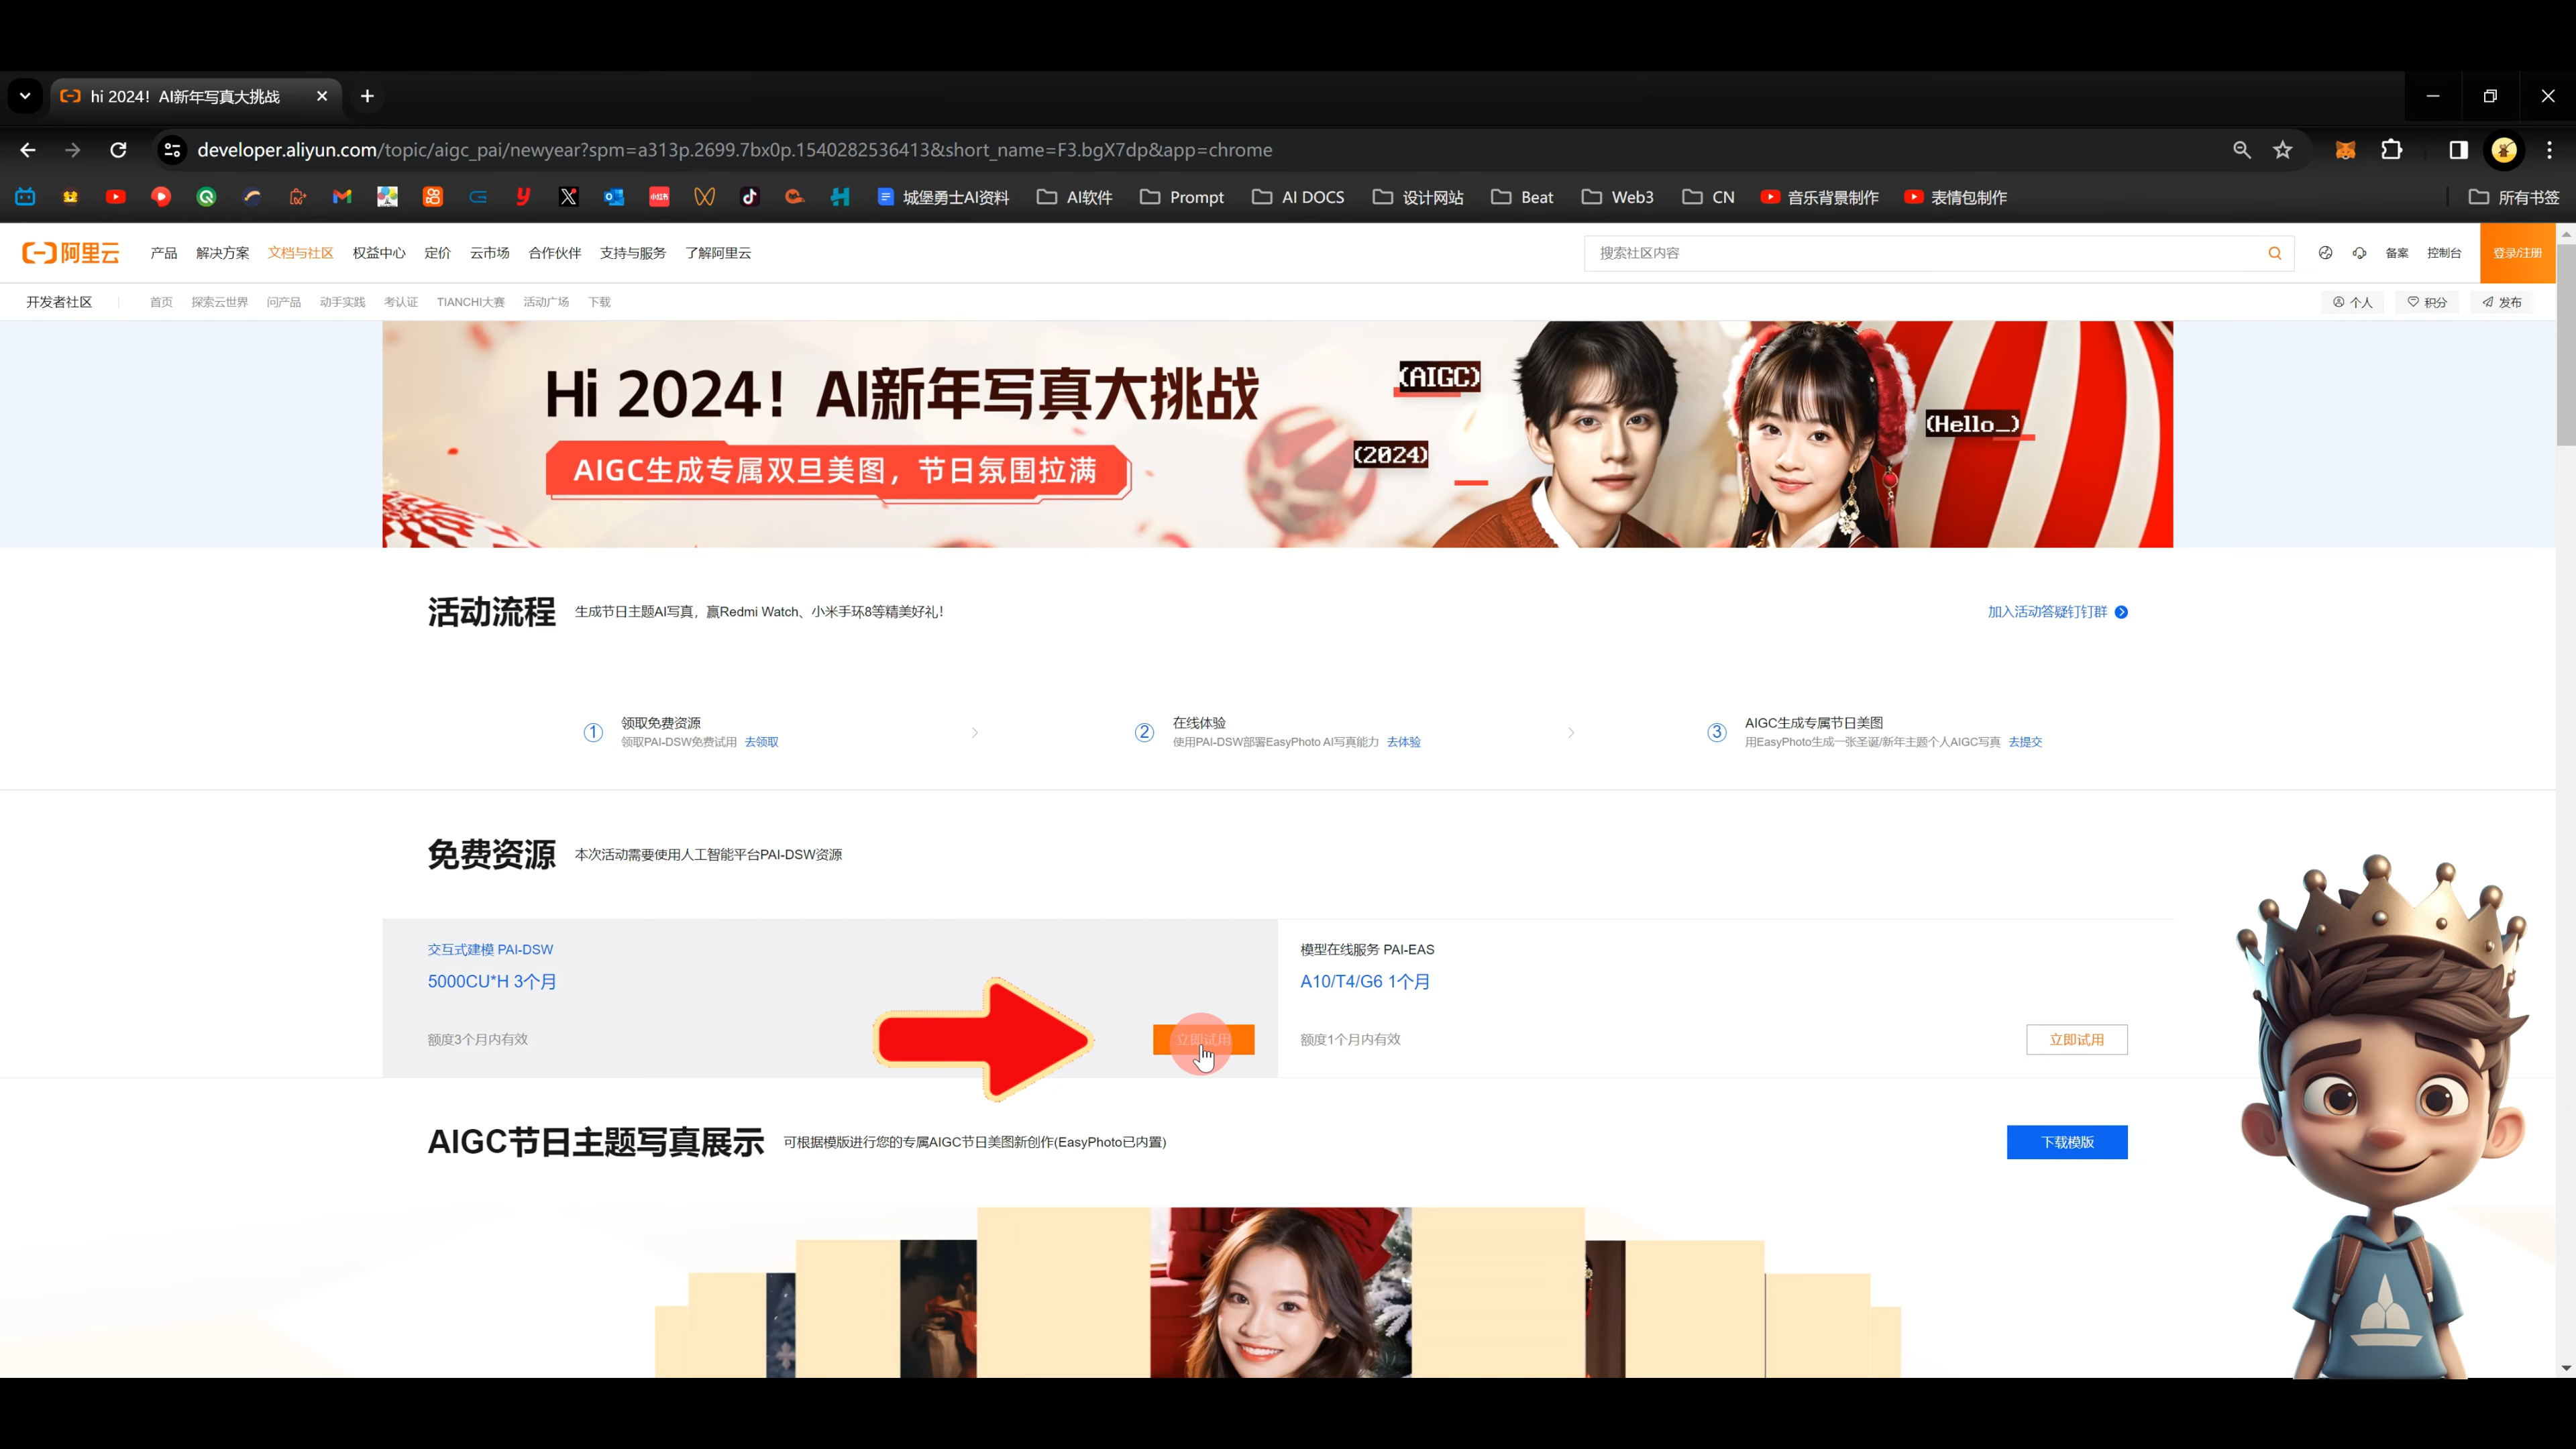 hi 2024！AI新年写真大挑战
developer.aliyun.com/topic/aigc_pai/newyear?spm=a313p.2699.7bx0p.1540282536413&short_name=F3.bgX7dp&app=chrome
城堡勇士AI资料 AI软件 Prompt AI DOCS 设计网站 Beat Web3 CN 音乐背景制作 表情包制作 所有书签
阿里云 产品 解决方案 文档与社区 权益中心 定价 云市场 合作伙伴 支持与服务 了解阿里云 搜索社区内容 备案 控制台 登录/注册
开发者社区 首页 探索云世界 问产品 动手实践 考认证 TIANCHI大赛 活动广场 下载 个人 积分 发布
Hi 2024！AI新年写真大挑战
AIGC生成专属双旦美图，节日氛围拉满
(AIGC)
(2024)
(Hello_)
活动流程 生成节日主题AI写真，赢Redmi Watch、小米手环8等精美好礼！ 加入活动答疑钉钉群
1 领取免费资源
领取PAI-DSW免费试用 去领取
2 在线体验
使用PAI-DSW部署EasyPhoto AI写真能力 去体验
3 AIGC生成专属节日美图
用EasyPhoto生成一张圣诞/新年主题个人AIGC写真 去提交
免费资源 本次活动需要使用人工智能平台PAI-DSW资源
交互式建模 PAI-DSW
5000CU*H 3个月
额度3个月内有效 立即试用
模型在线服务 PAI-EAS
A10/T4/G6 1个月
额度1个月内有效 立即试用
AIGC节日主题写真展示 可根据模版进行您的专属AIGC节日美图新创作(EasyPhoto已内置) 下载模版